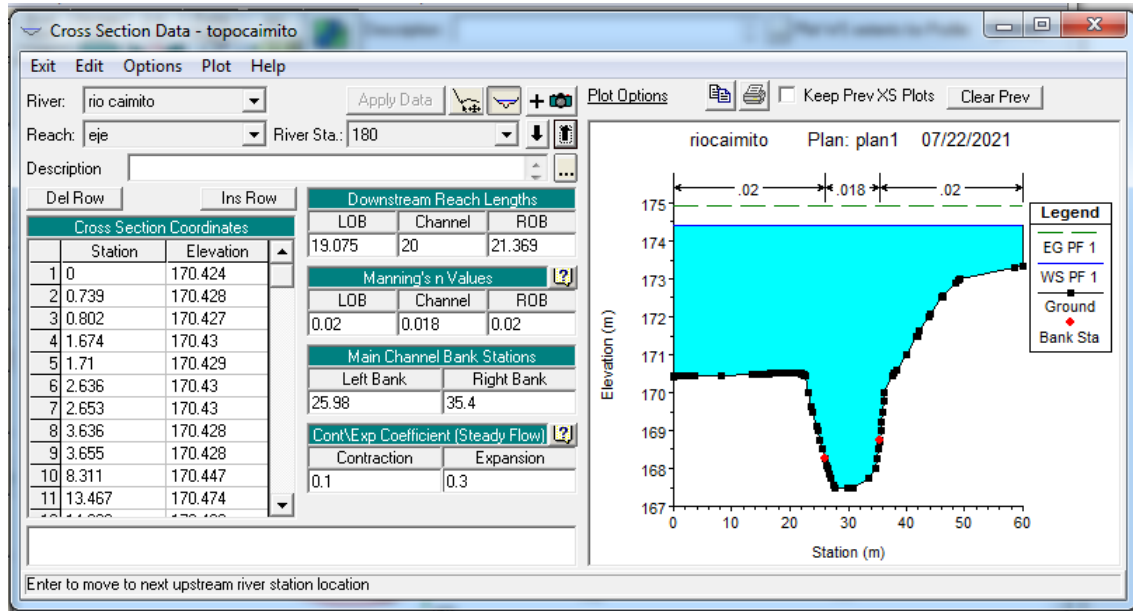 Cross Section Data - topocaimito
Exit Edit Options Plot Help
River: rio caimito Apply Data
Reach: eje River Sta.: 180
Description ...
Del Row Ins Row
Cross Section Coordinates
Station Elevation
1 0 170.424
2 0.739 170.428
3 0.802 170.427
4 1.674 170.43
5 1.71 170.429
6 2.636 170.43
7 2.653 170.43
8 3.636 170.428
9 3.655 170.428
10 8.311 170.447
11 13.467 170.474
Downstream Reach Lengths
LOB Channel ROB
19.075 20 21.369
Manning's n Values
LOB Channel ROB
0.02 0.018 0.02
Main Channel Bank Stations
Left Bank Right Bank
25.98 35.4
Cont\Exp Coefficient (Steady Flow)
Contraction Expansion
0.1 0.3
Plot Options Keep Prev XS Plots Clear Prev
riocaimito Plan: plan1 07/22/2021
.02 .018 .02
175
174
173
172
171
170
169
168
167
Elevation (m)
0 10 20 30 40 50 60
Station (m)
Legend
EG PF 1
WS PF 1
Ground
Bank Sta
Enter to move to next upstream river station location